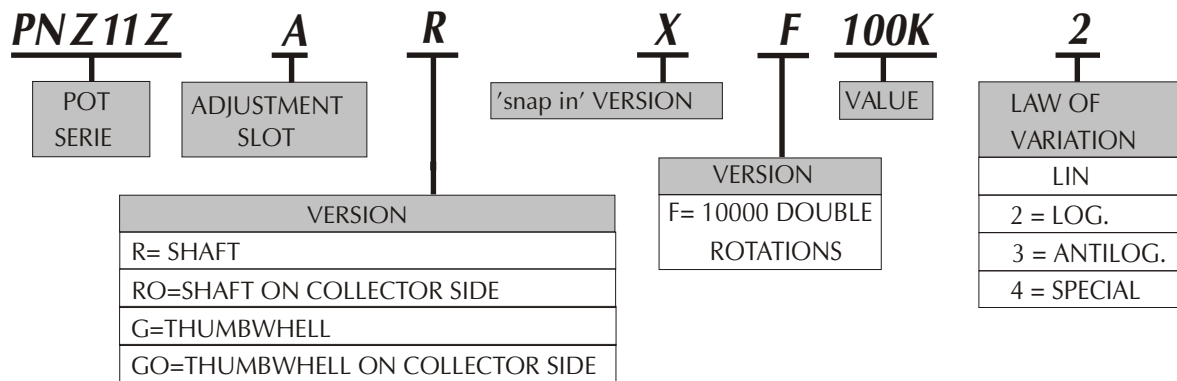 PNZ11Z A R X F 100K 2
POT
SERIE
ADJUSTMENT
SLOT
'snap in' VERSION
VALUE
LAW OF
VARIATION
LIN
2 = LOG.
3 = ANTILOG.
4 = SPECIAL
VERSION
F= 10000 DOUBLE
ROTATIONS
VERSION
R= SHAFT
RO=SHAFT ON COLLECTOR SIDE
G=THUMBWHELL
GO=THUMBWHELL ON COLLECTOR SIDE